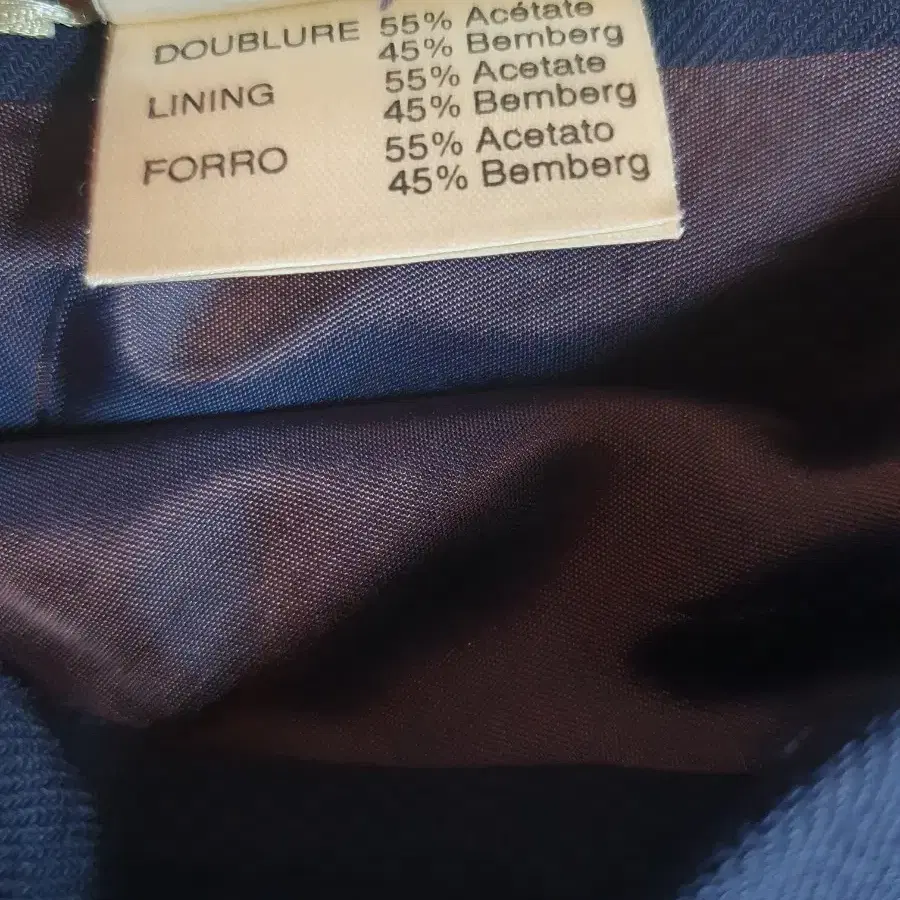 DOUBLURE 55% Acétate
45% Bemberg
LINING 55% Acetate
45% Bemberg
FORRO 55% Acetato
45% Bemberg